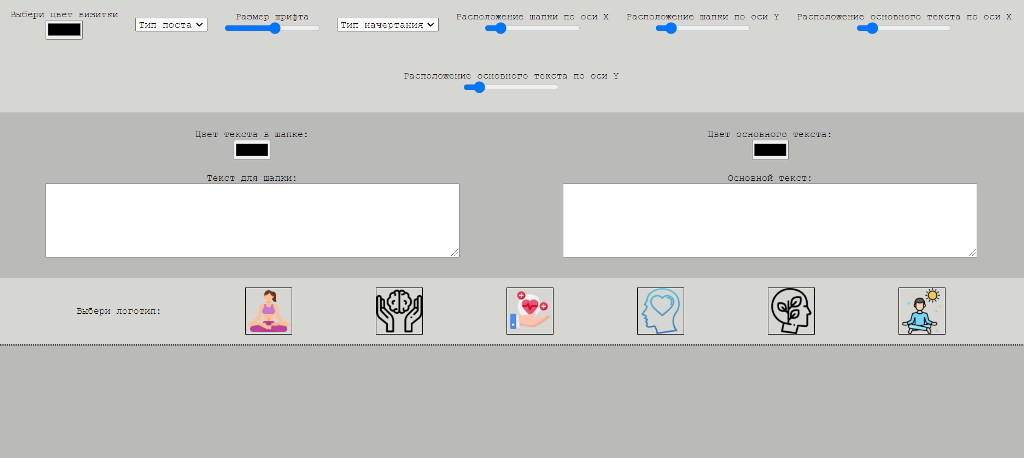 Выбери цвет визитки
Тип поста
Размер шрифта
Тип начертания
Расположение шапки по оси X
Расположение шапки по оси Y
Расположение основного текста по оси X
Расположение основного текста по оси Y
Цвет текста в шапке:
Цвет основного текста:
Текст для шапки:
Основной текст:
Выбери логотип: